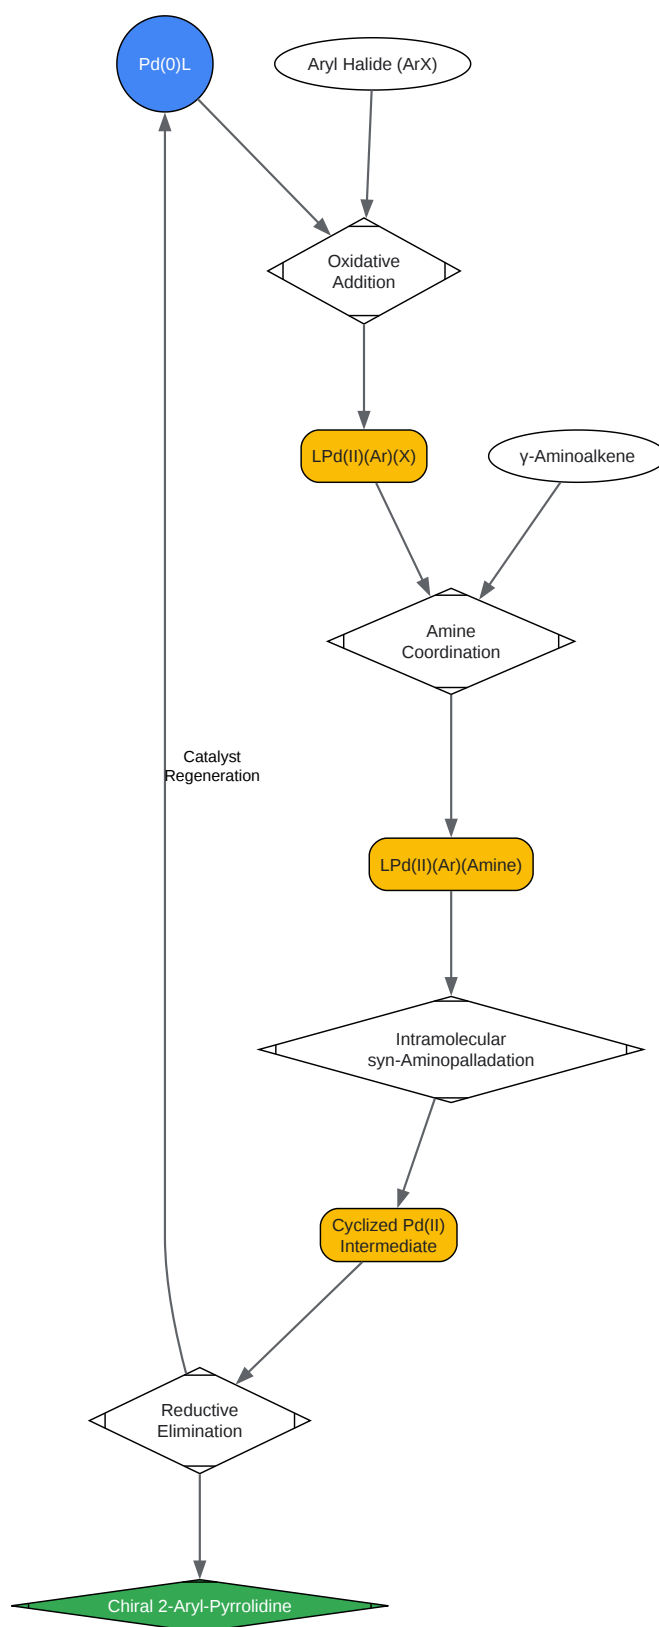 Pd(0)L
Aryl Halide (ArX)
Oxidative
Addition
LPd(II)(Ar)(X)
γ-Aminoalkene
Amine
Coordination
Catalyst
Regeneration
LPd(II)(Ar)(Amine)
Intramolecular
syn-Aminopalladation
Cyclized Pd(II)
Intermediate
Reductive
Elimination
Chiral 2-Aryl-Pyrrolidine